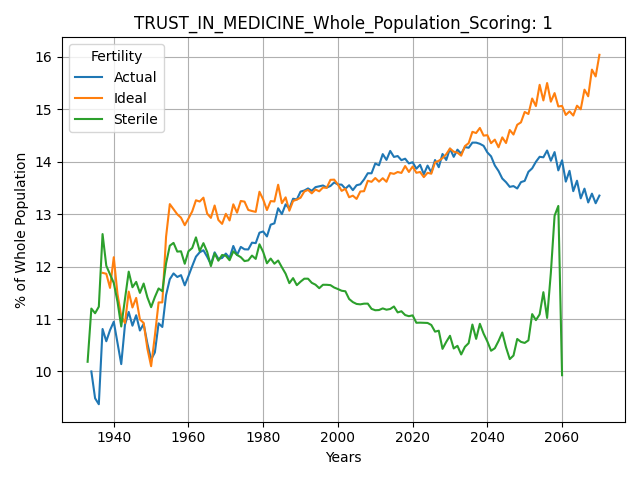 TRUST_IN_MEDICINE_Whole_Population_Scoring: 1
Fertility
Actual
Ideal
Sterile
% of Whole Population
16
15
14
13
12
11
10
1940 1960 1980 2000 2020 2040 2060
Years